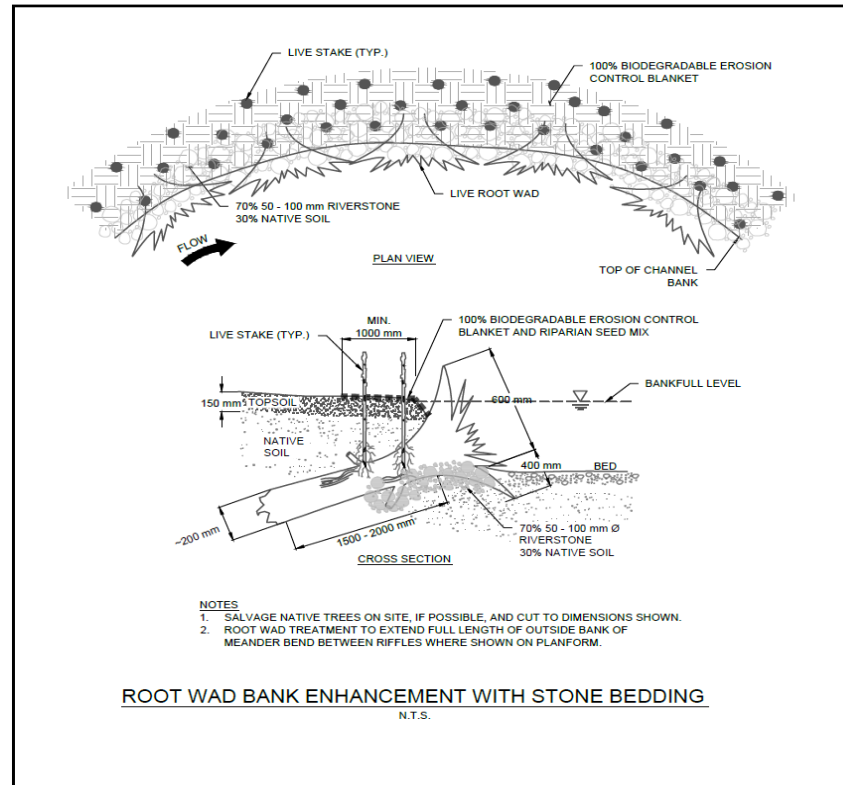 LIVE STAKE (TYP.)
100% BIODEGRADABLE EROSION
CONTROL BLANKET
70% 50 - 100 mm RIVERSTONE
30% NATIVE SOIL
LIVE ROOT WAD
FLOW
PLAN VIEW
TOP OF CHANNEL
BANK
MIN.
1000 mm
100% BIODEGRADABLE EROSION
CONTROL BLANKET AND RIPARIAN SEED MIX
LIVE STAKE (TYP.)
BANKFULL LEVEL
150 mm
TOPSOIL
600 mm
NATIVE
SOIL
400 mm
BED
~200 mm
1500 - 2000 mm
70% 50 - 100 mm Ø
RIVERSTONE
30% NATIVE SOIL
CROSS SECTION
NOTES
1. SALVAGE NATIVE TREES ON SITE, IF POSSIBLE, AND CUT TO DIMENSIONS SHOWN.
2. ROOT WAD TREATMENT TO EXTEND FULL LENGTH OF OUTSIDE BANK OF
MEANDER BEND BETWEEN RIFFLES WHERE SHOWN ON PLANFORM.
ROOT WAD BANK ENHANCEMENT WITH STONE BEDDING
N.T.S.